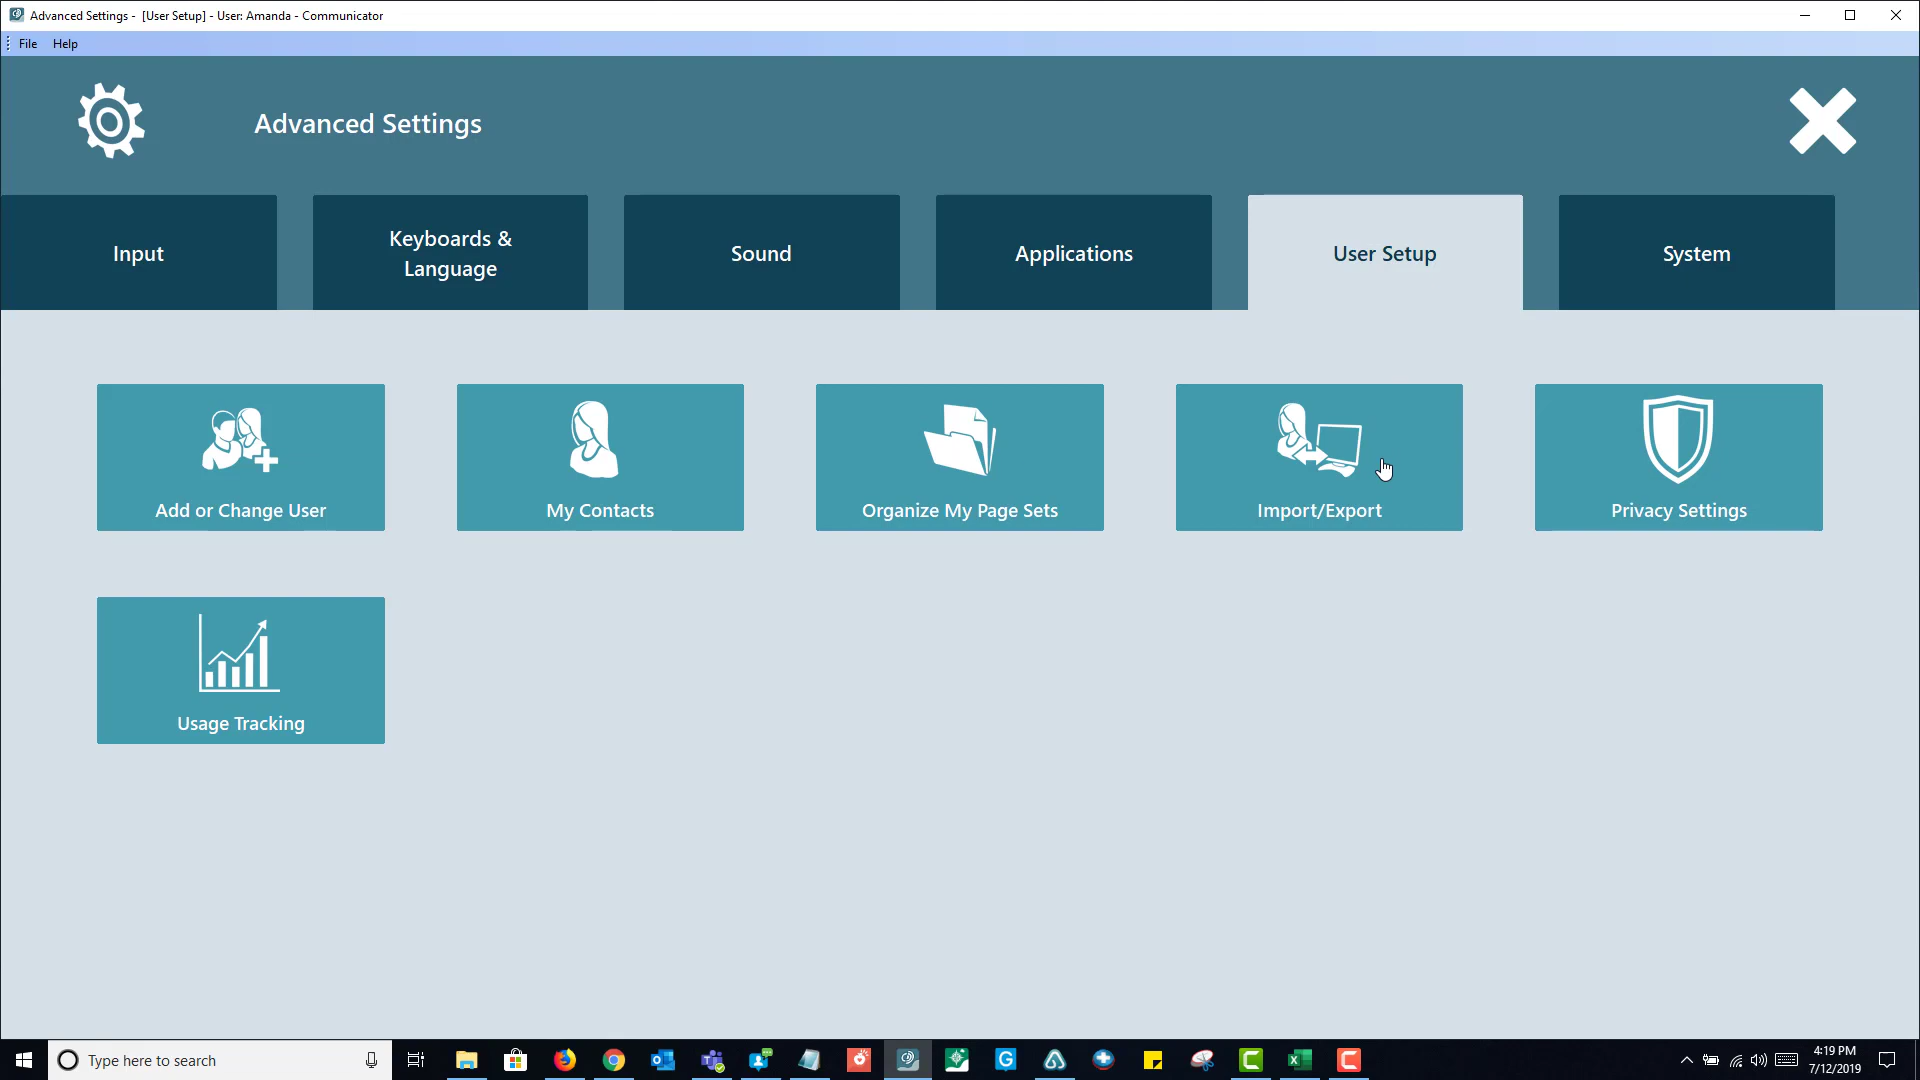 Advanced Settings -  [User Setup] - User: Amanda - Communicator
File Help
Advanced Settings
Input
Keyboards &
Language
Sound
Applications
User Setup
System
Add or Change User
My Contacts
Organize My Page Sets
Import/Export
Privacy Settings
Usage Tracking
Type here to search
4:19 PM
7/12/2019